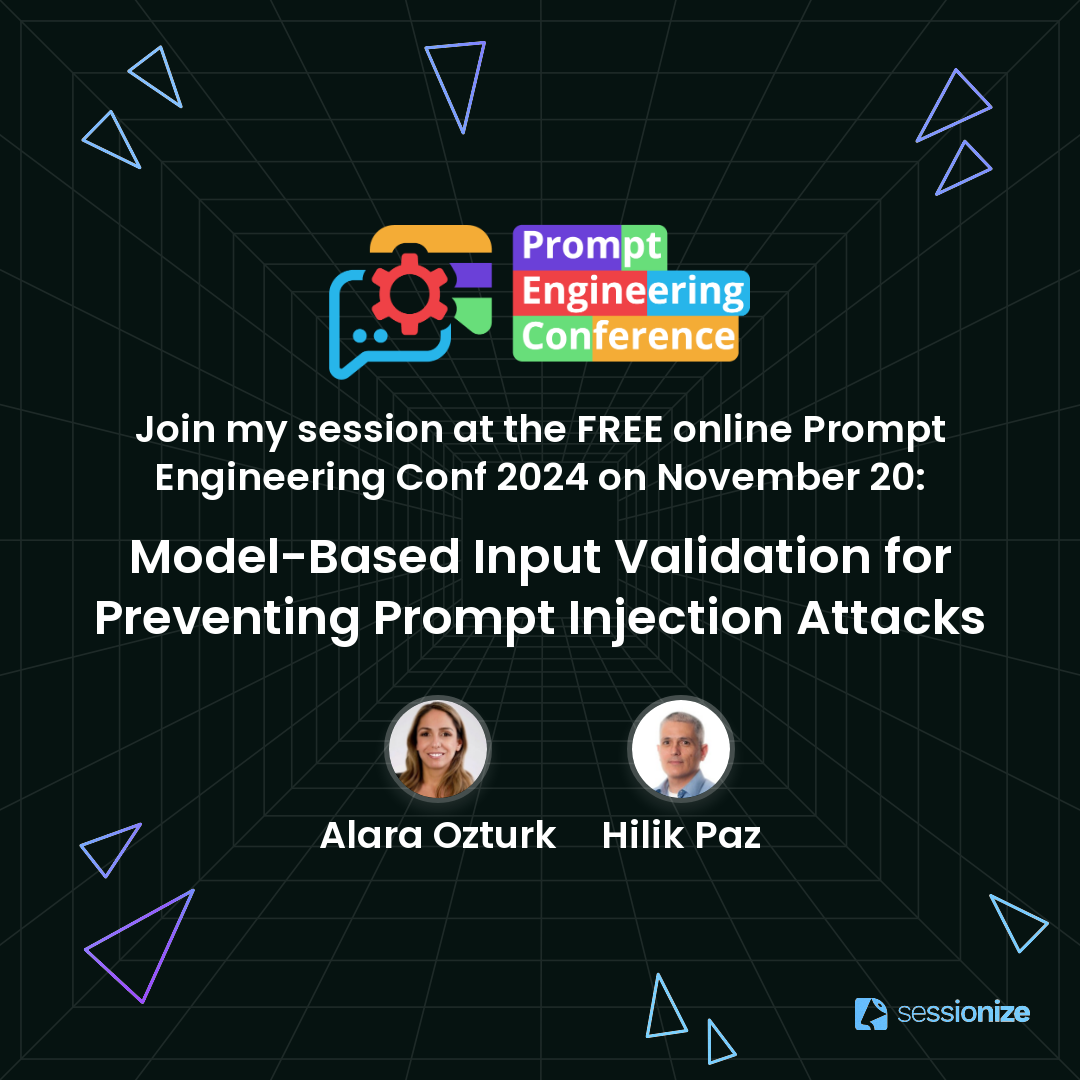 Prompt
Engineering
Conference
Join my session at the FREE online Prompt
Engineering Conf 2024 on November 20:
Model-Based Input Validation for
Preventing Prompt Injection Attacks
Alara Ozturk Hilik Paz
sessionize